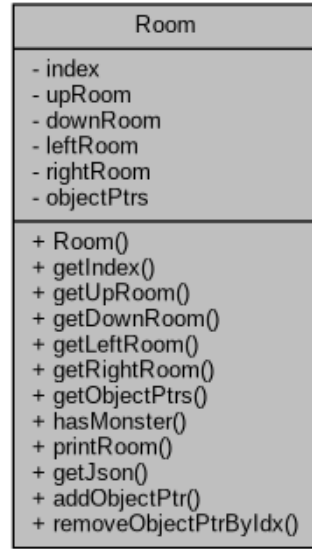 Room
- index
- upRoom
- downRoom
- leftRoom
- rightRoom
- objectPtrs
+ Room()
+ getIndex()
+ getUpRoom()
+ getDownRoom()
+ getLeftRoom()
+ getRightRoom()
+ getObjectPtrs()
+ hasMonster()
+ printRoom()
+ getJson()
+ addObjectPtr()
+ removeObjectPtrByIdx()